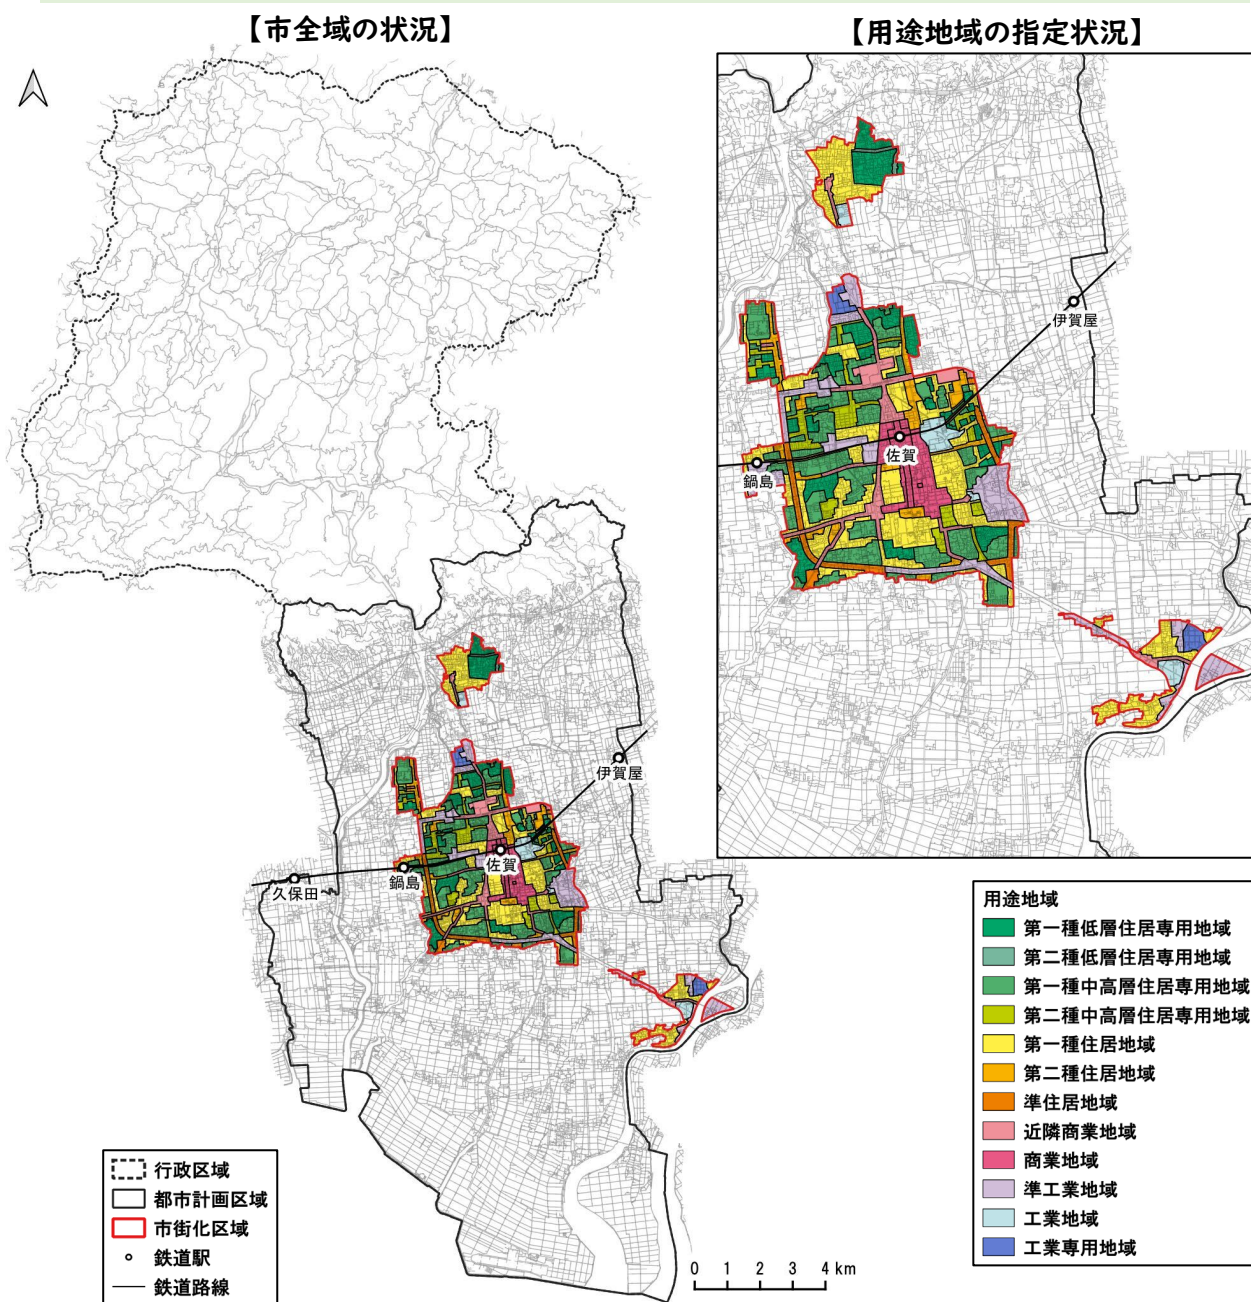 【市全域の状況】
【用途地域の指定状況】
伊賀屋
佐賀
鍋島
伊賀屋
佐賀
鍋島
久保田
用途地域
第一種低層住居専用地域
第二種低層住居専用地域
第一種中高層住居専用地域
第二種中高層住居専用地域
第一種住居地域
第二種住居地域
準住居地域
近隣商業地域
商業地域
準工業地域
工業地域
工業専用地域
行政区域
都市計画区域
市街化区域
鉄道駅
鉄道路線
0 1 2 3 4 km